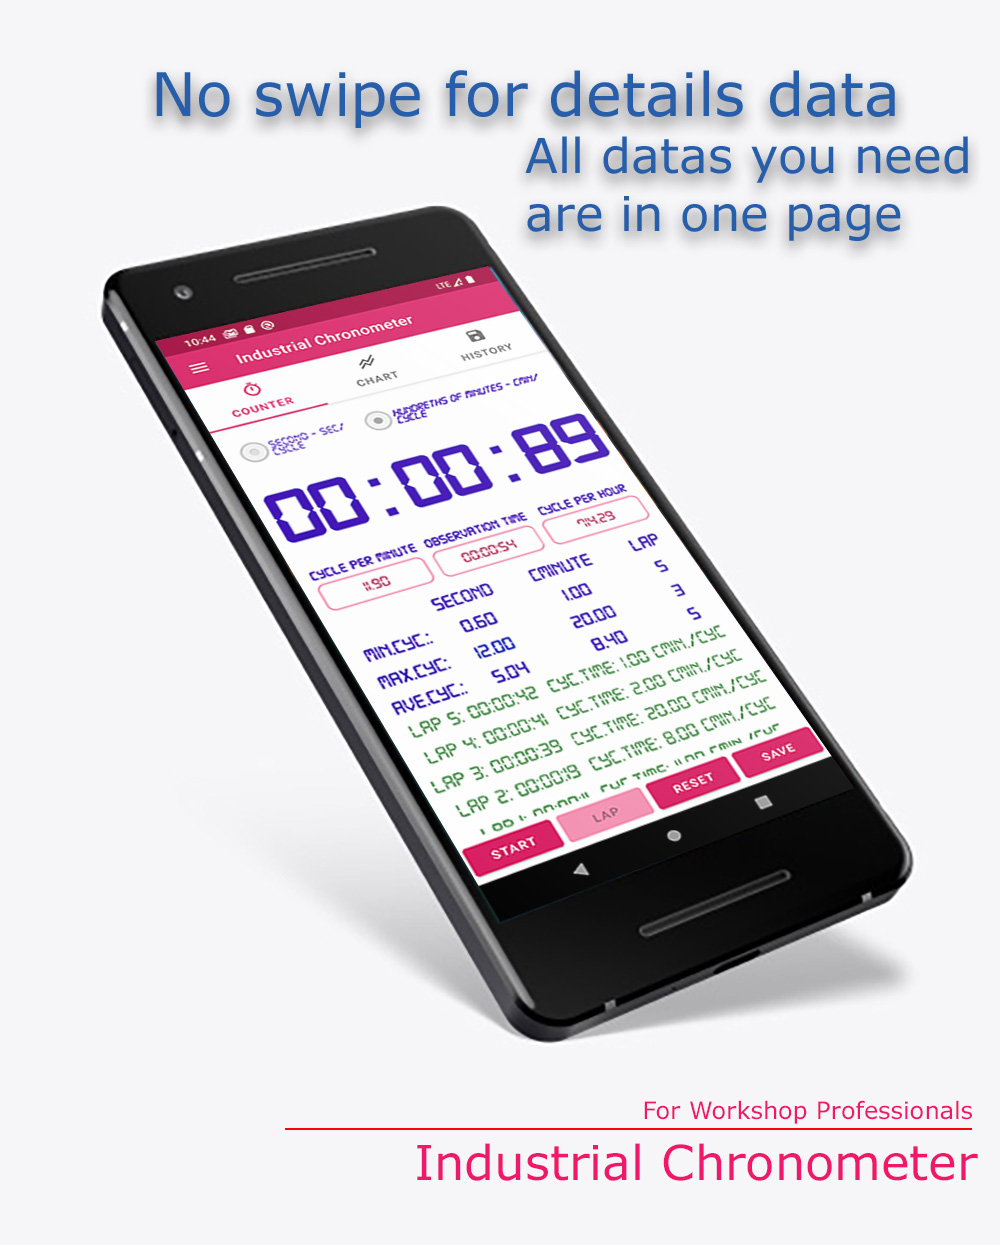 No swipe for details data
All datas you need
are in one page
10:44
LTE
Industrial Chronometer
COUNTER
CHART
HISTORY
SECOND - SEC/
CYCLE
HUNDRETHS OF MINUTES - CMIN/
CYCLE
00:00:89
CYCLE PER MINUTE
OBSERVATION TIME
CYCLE PER HOUR
11.90
00:00:54
714.29
SECOND CMINUTE LAP
MIN.CYC.: 0.60 1.00 5
MAX.CYC: 12.00 20.00 3
AVE.CYC.: 5.04 8.40 5
LAP 5: 00:00:42 CYC.TIME: 1.00 CMIN./CYC
LAP 4: 00:00:41 CYC.TIME: 2.00 CMIN./CYC
LAP 3: 00:00:39 CYC.TIME: 20.00 CMIN./CYC
LAP 2: 00:00:19 CYC.TIME: 8.00 CMIN./CYC
START
LAP
RESET
SAVE
For Workshop Professionals
Industrial Chronometer